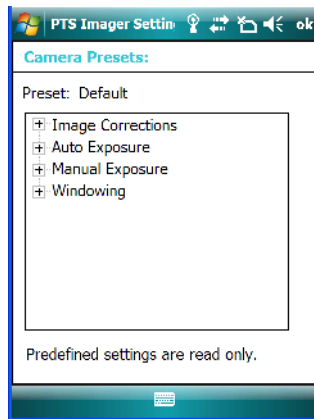 PTS Imager Settin
ok
Camera Presets:
Preset: Default
Image Corrections
Auto Exposure
Manual Exposure
Windowing
Predefined settings are read only.